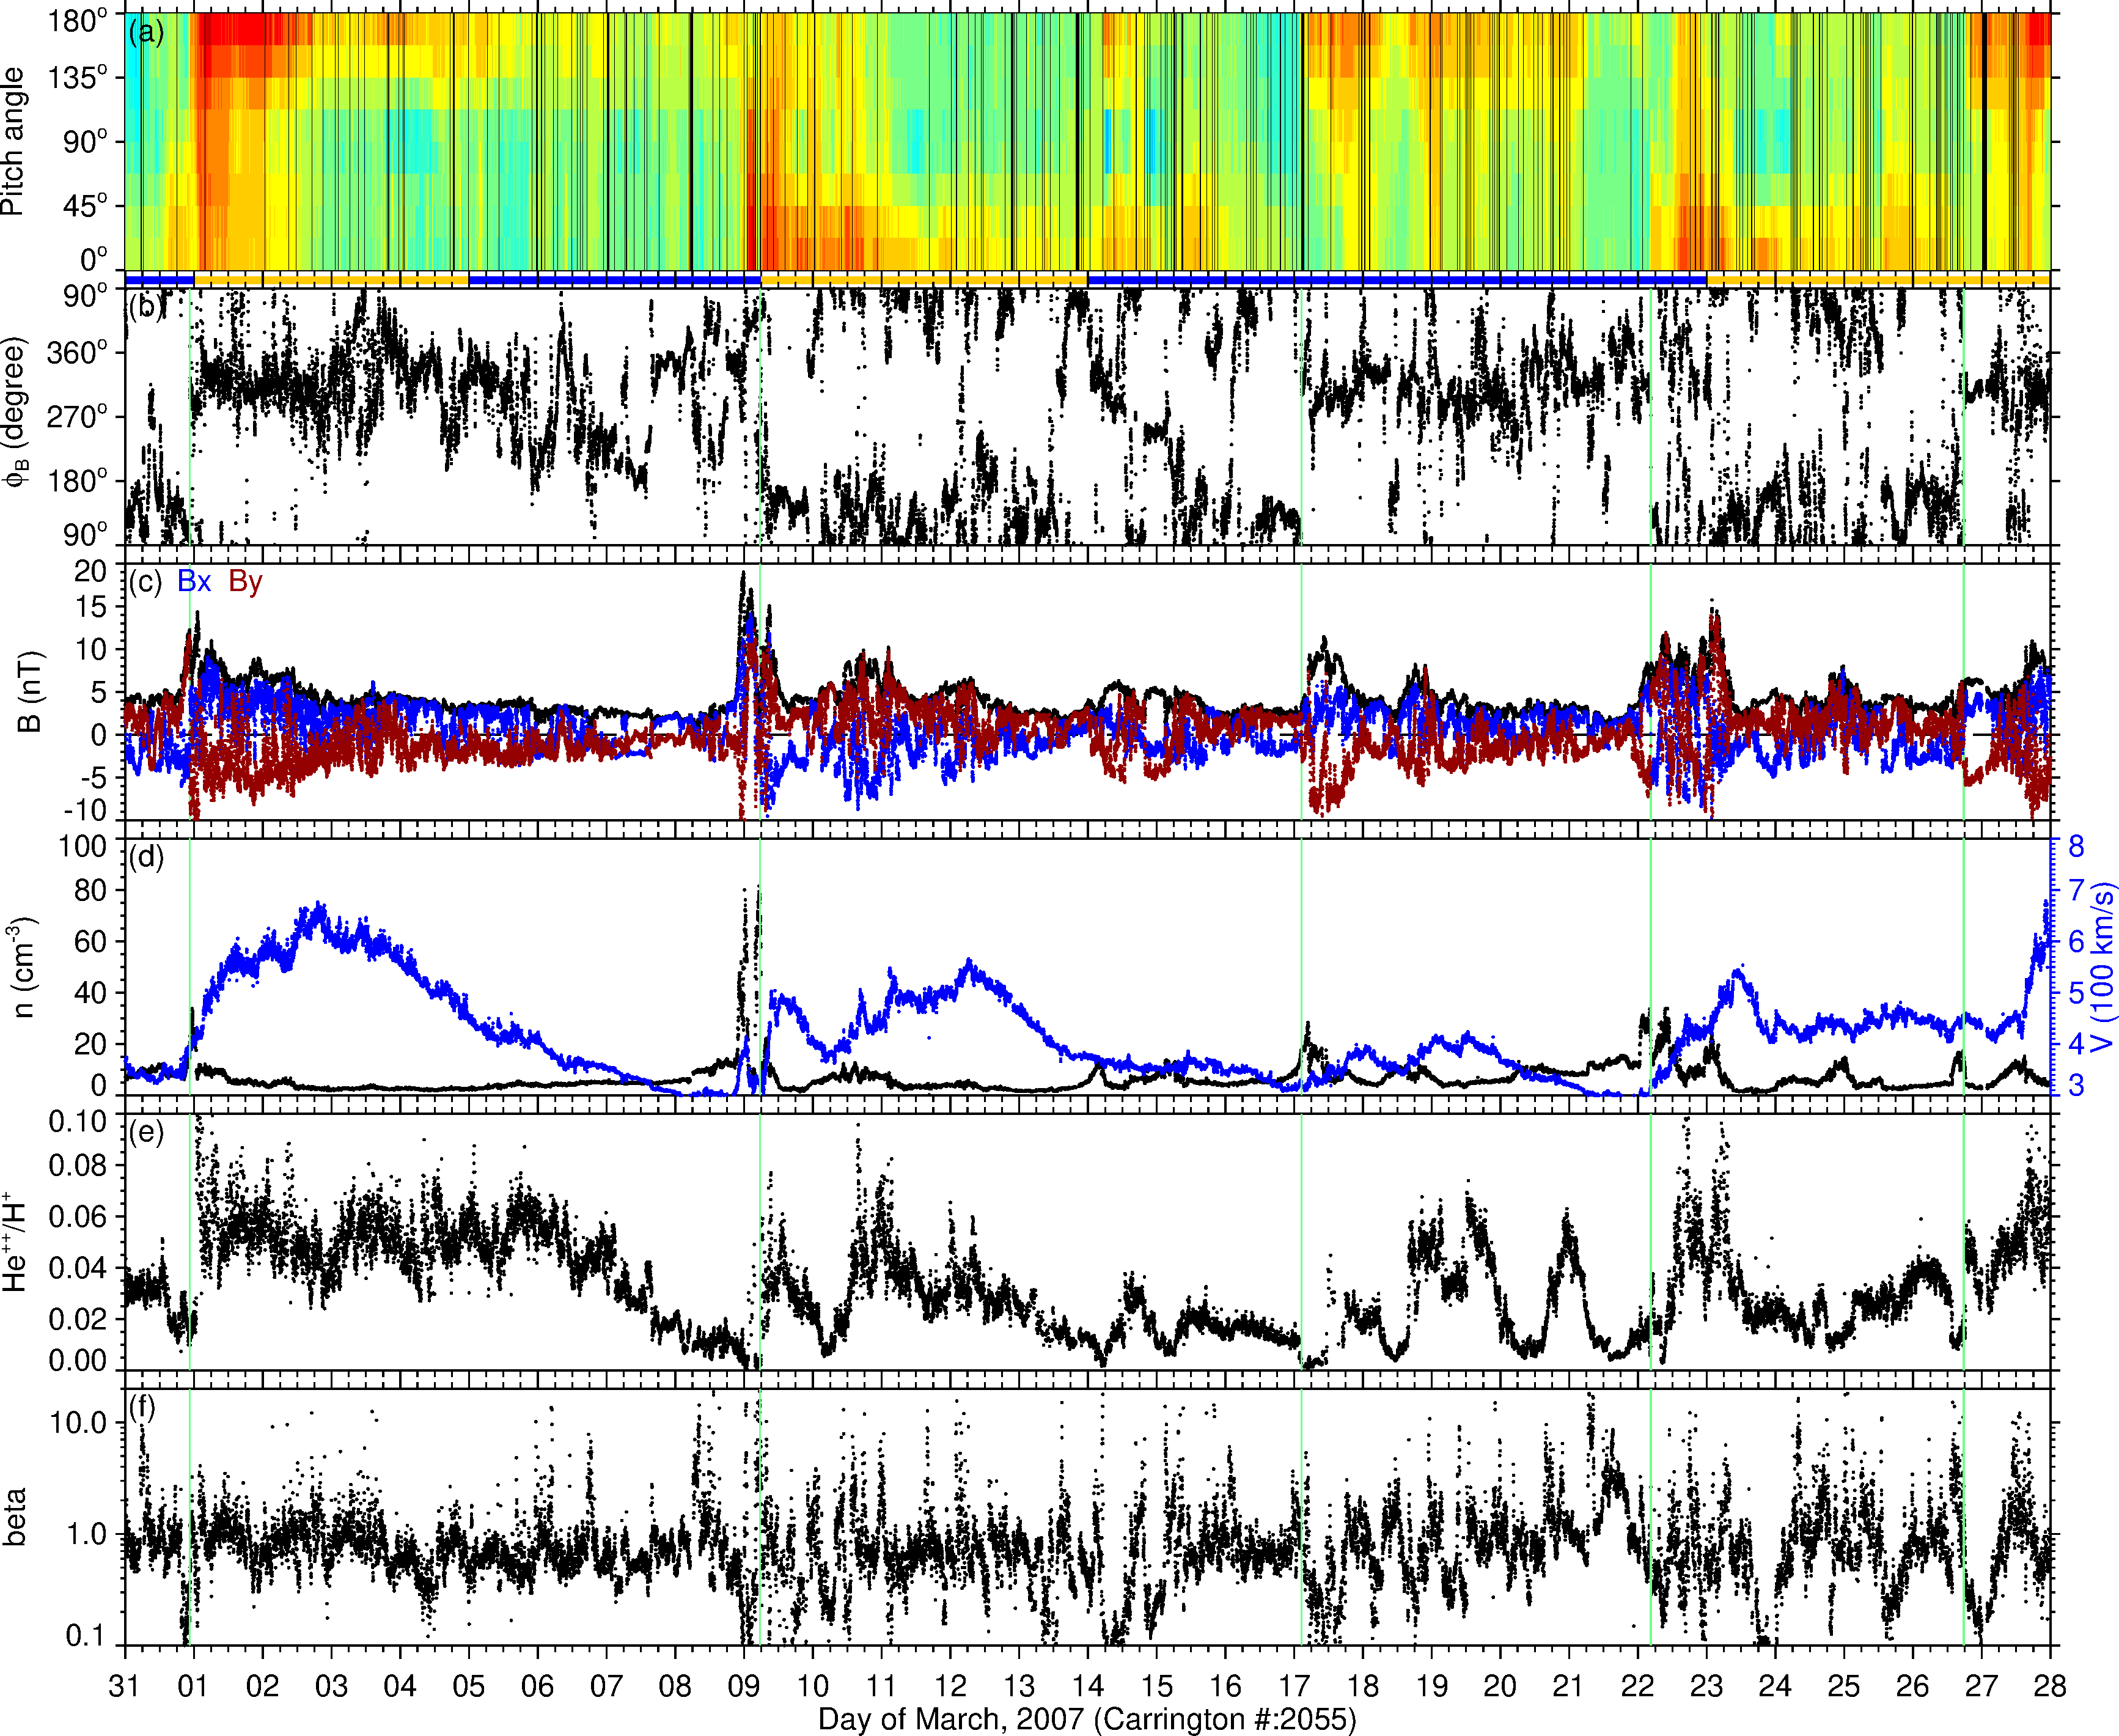 (a)
180°
135°
90°
45°
0°
Pitch angle
(b)
90°
360°
270°
180°
90°
ϕB (degree)
(c) Bx By
20
15
10
5
0
-5
-10
B (nT)
(d)
100
80
60
40
20
0
n (cm-3)
8
7
6
5
4
3
V (100 km/s)
(e)
0.10
0.08
0.06
0.04
0.02
0.00
He++/H+
(f)
10.0
1.0
0.1
beta
31 01 02 03 04 05 06 07 09 10 11 12 13 14 15 16 17 18 19 20 21 22 23 24 25 26 27 28
Day of March, 2007 (Carrington #:2055)